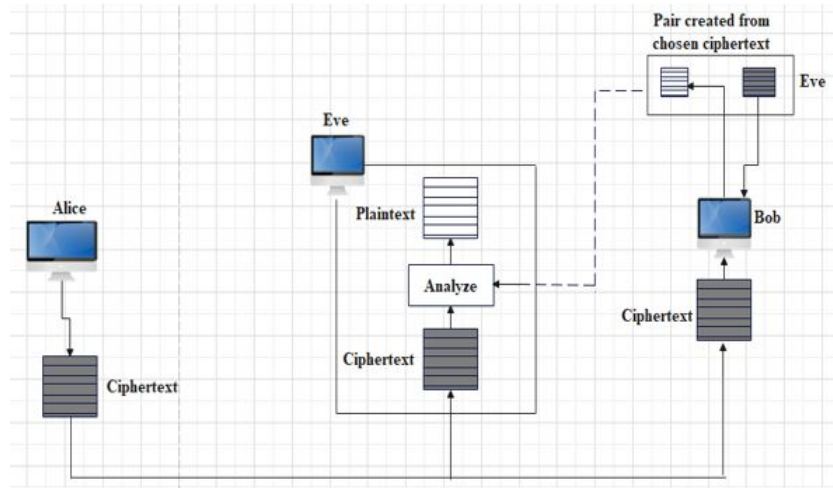 Pair created from
chosen ciphertext
Eve
Eve
Alice
Plaintext
Bob
Analyze
Ciphertext
Ciphertext
Ciphertext